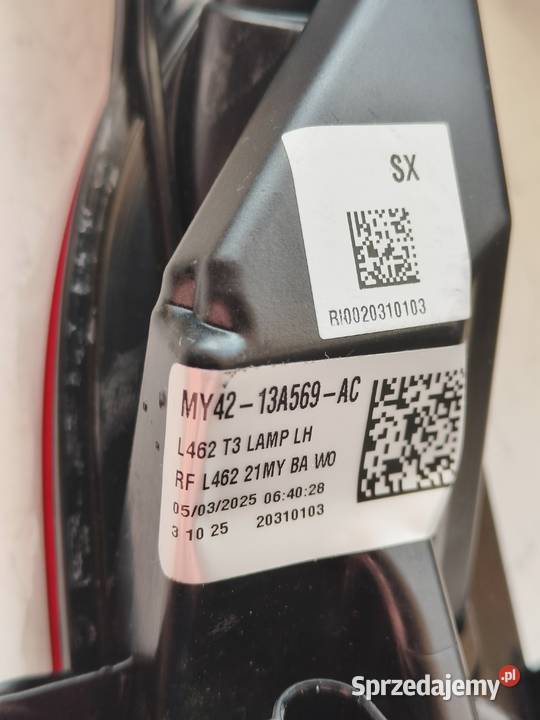 SX
RI0020310103
MY42-13A569-AC
L462 T3 LAMP LH
RF L462 21MY BA WO
05/03/2025 06:40:28
3 10 25 20310103
Sprzedajemy.pl